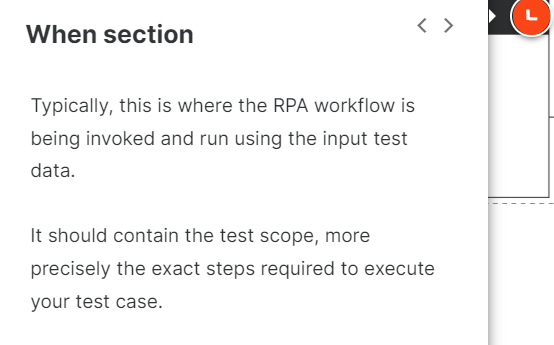 When section
Typically, this is where the RPA workflow is
being invoked and run using the input test
data.
It should contain the test scope, more
precisely the exact steps required to execute
your test case.